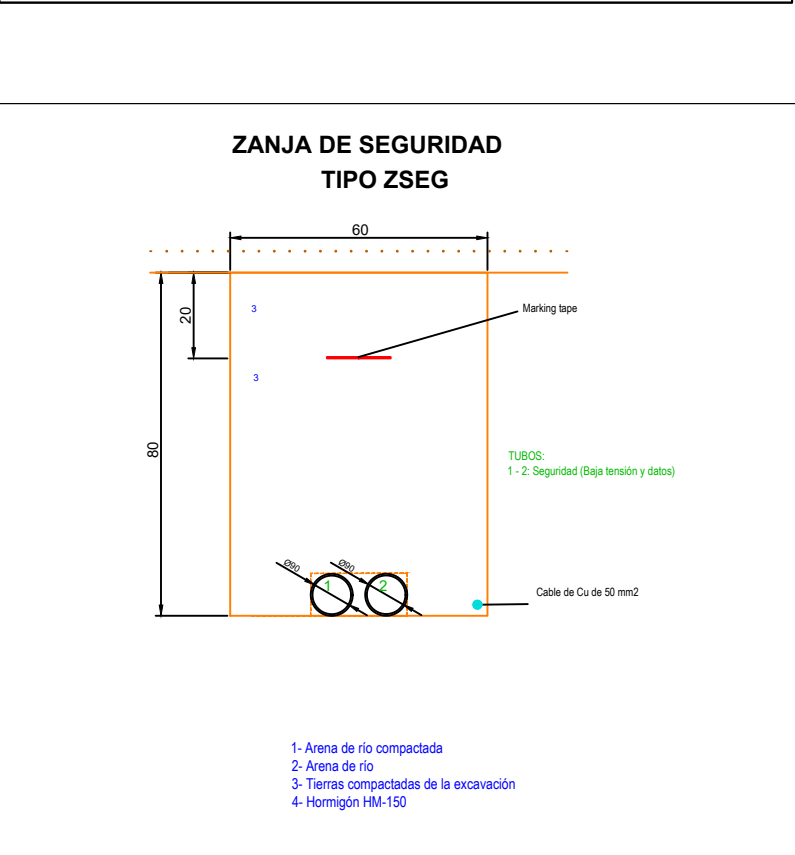 ZANJA DE SEGURIDAD
TIPO ZSEG
60
20
3
Marking tape
3
80
TUBOS:
1 - 2: Seguridad (Baja tensión y datos)
Ø90
Ø90
1
2
Cable de Cu de 50 mm2
1- Arena de río compactada
2- Arena de río
3- Tierras compactadas de la excavación
4- Hormigón HM-150